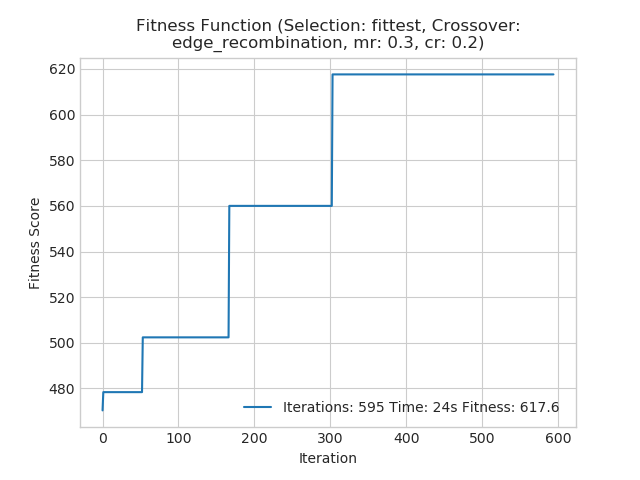 Fitness Function (Selection: fittest, Crossover:
edge_recombination, mr: 0.3, cr: 0.2)
620
600
580
560
540
520
500
480
Fitness Score
Iterations: 595 Time: 24s Fitness: 617.6
0 100 200 300 400 500 600
Iteration